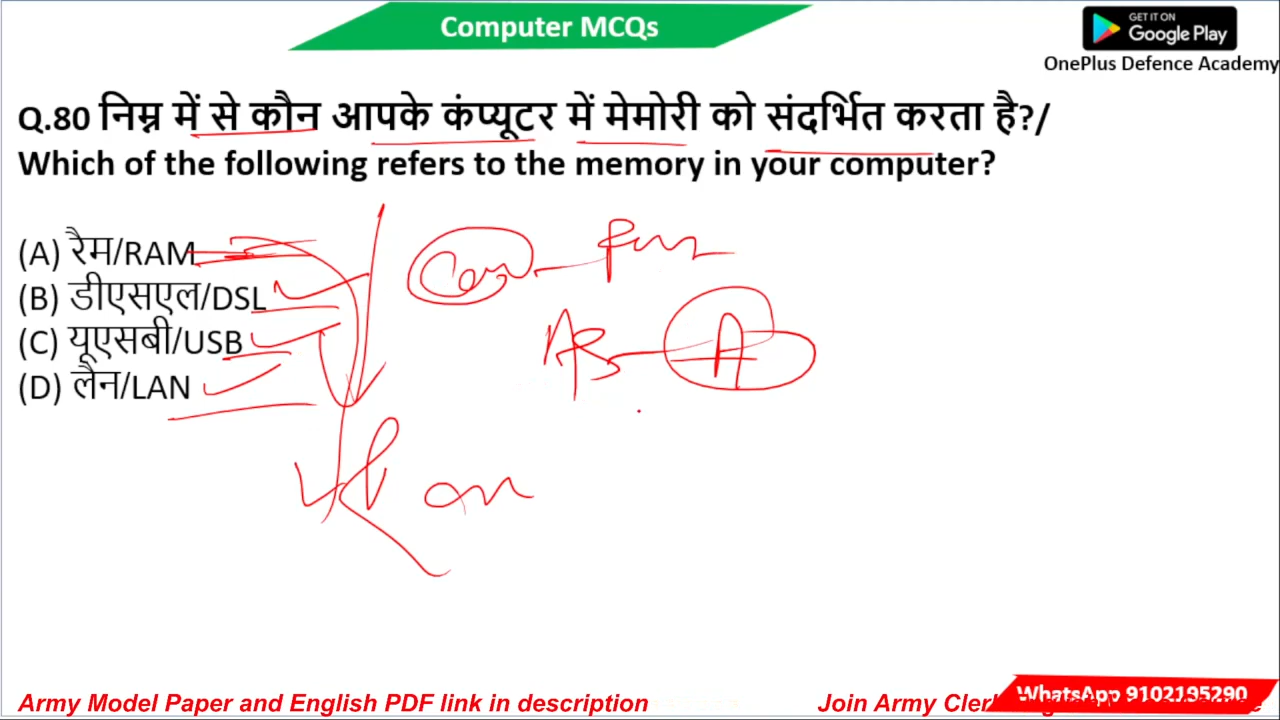 Computer MCQs
GET IT ON
Google Play
OnePlus Defence Academy
Q.80 निम्न में से कौन आपके कंप्यूटर में मेमोरी को संदर्भित करता है?/
Which of the following refers to the memory in your computer?
(A) रैम/RAM
(B) डीएसएल/DSL
(C) यूएसबी/USB
(D) लैन/LAN
A
Army Model Paper and English PDF link in description
Join Army Cler
WhatsApp 9102195290